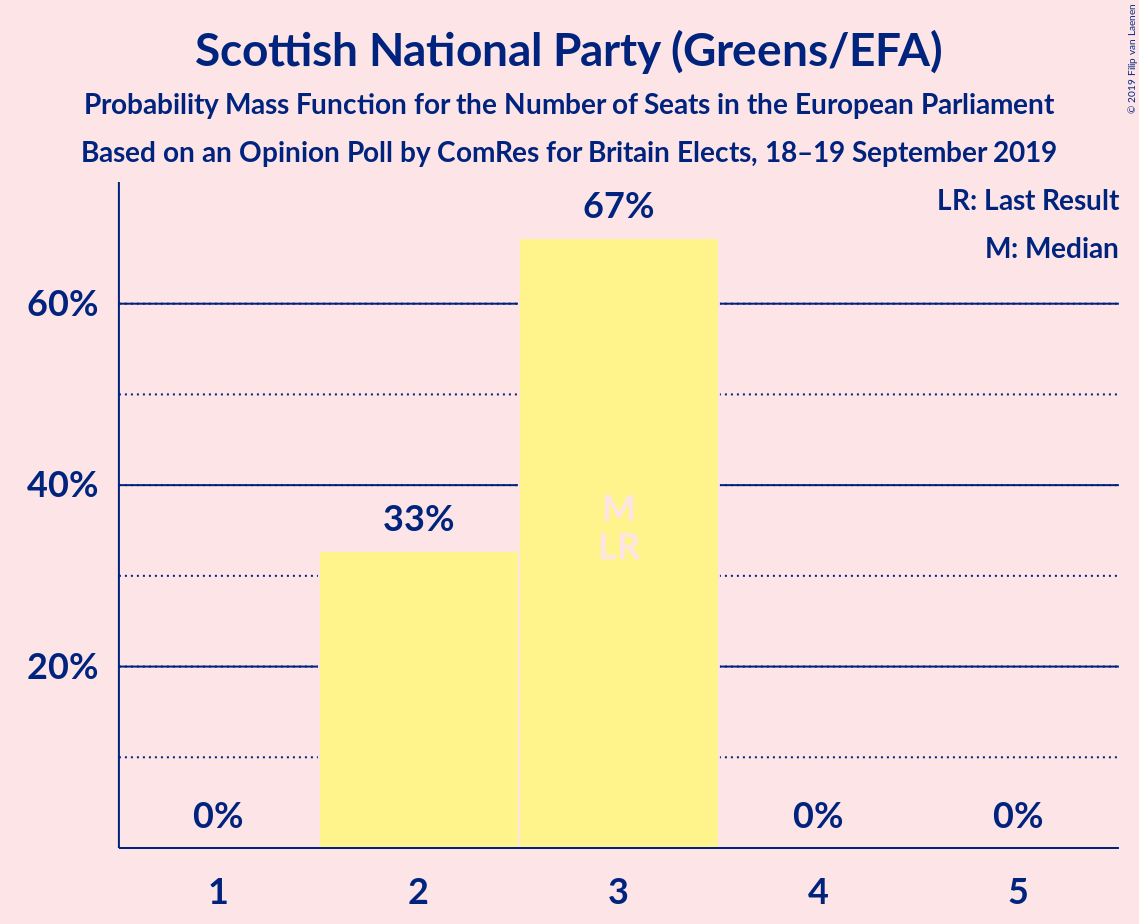 Scottish National Party (Greens/EFA)
Probability Mass Function for the Number of Seats in the European Parliament
Based on an Opinion Poll by ComRes for Britain Elects, 18–19 September 2019
© 2019 Filip van Laenen
LR: Last Result
M: Median
67%
60%
40%
33%
M
LR
20%
0%
0%
0%
1
2
3
4
5